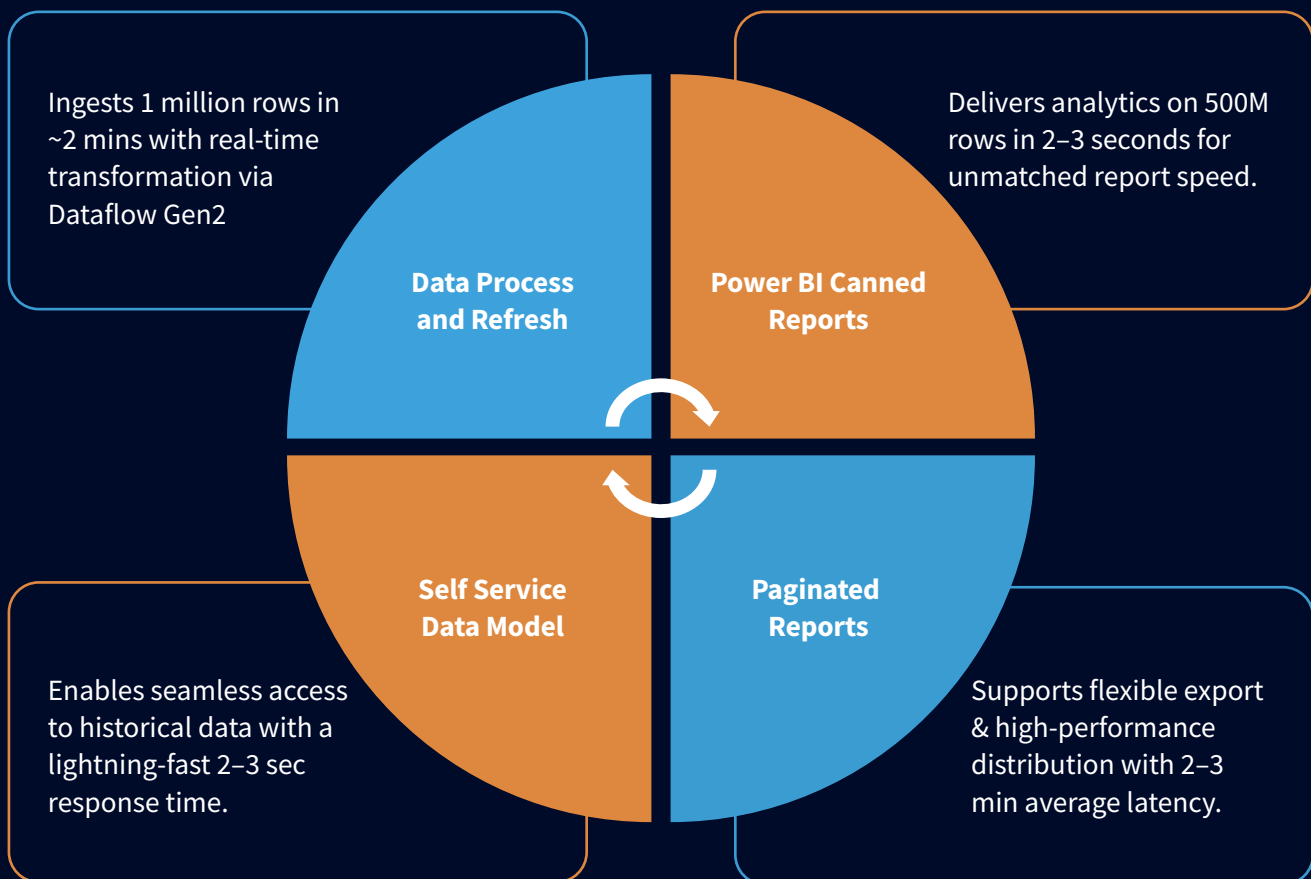 Ingests 1 million rows in
~2 mins with real-time
transformation via
Dataflow Gen2
Delivers analytics on 500M
rows in 2–3 seconds for
unmatched report speed.
Data Process
and Refresh
Power BI Canned
Reports
Self Service
Data Model
Paginated
Reports
Enables seamless access
to historical data with a
lightning-fast 2–3 sec
response time.
Supports flexible export
& high-performance
distribution with 2–3
min average latency.